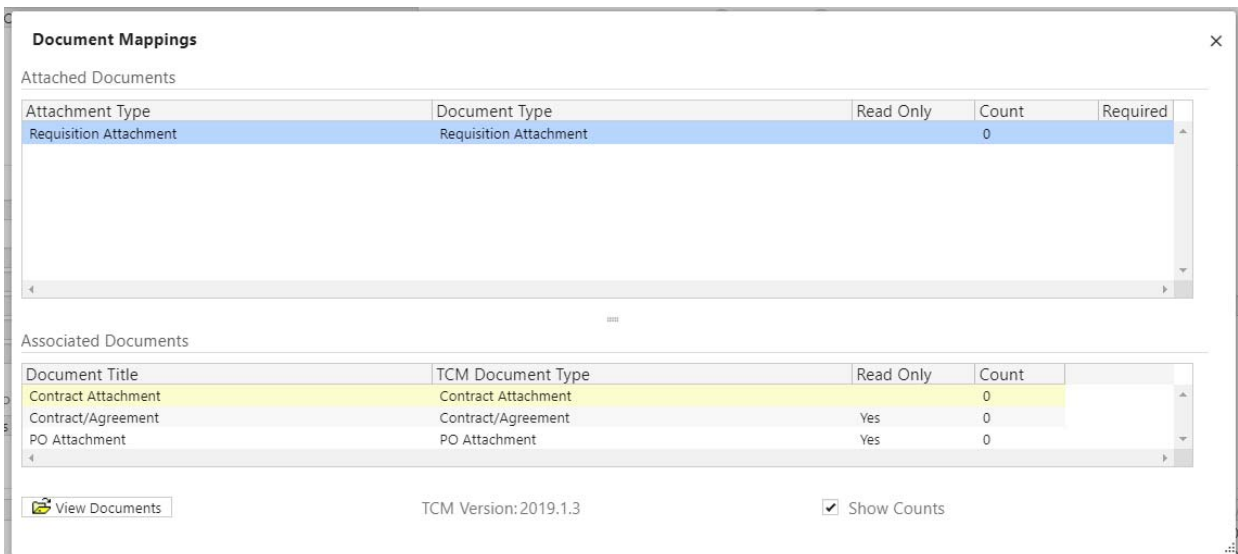 Document Mappings
Attached Documents
Attachment Type Document Type Read Only Count Required
Requisition Attachment Requisition Attachment 0
Associated Documents
Document Title TCM Document Type Read Only Count
Contract Attachment Contract Attachment 0
Contract/Agreement Contract/Agreement Yes 0
PO Attachment PO Attachment Yes 0
View Documents TCM Version: 2019.1.3 Show Counts